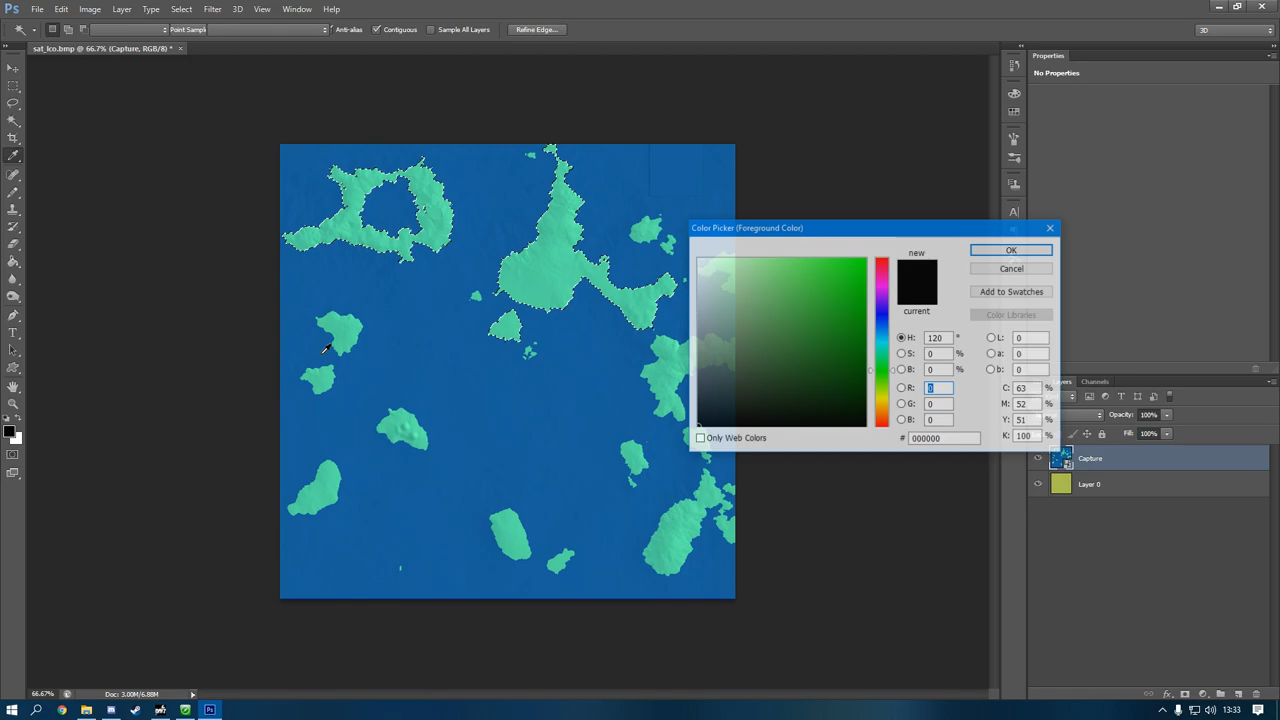 Ps File Edit Image Layer Type Select Filter 3D View Window Help
Point Sample Anti-alias Contiguous Sample All Layers Refine Edge... 3D
sat_lco.bmp @ 66.7% (Capture, RGB/8) * ×
Properties
No Properties
Color Picker (Foreground Color)
new
current
OK
Cancel
Add to Swatches
Color Libraries
H: 120 ° L: 0
S: 0 % a: 0
B: 0 % b: 0
R: 0 C: 63 %
G: 0 M: 52 %
B: 0 Y: 51 %
K: 100 %
Only Web Colors # 000000
Layers Channels
Opacity: 100%
Fill: 100%
Capture
Layer 0
66.67% Doc: 3.00M/6.88M
Ps 13:33